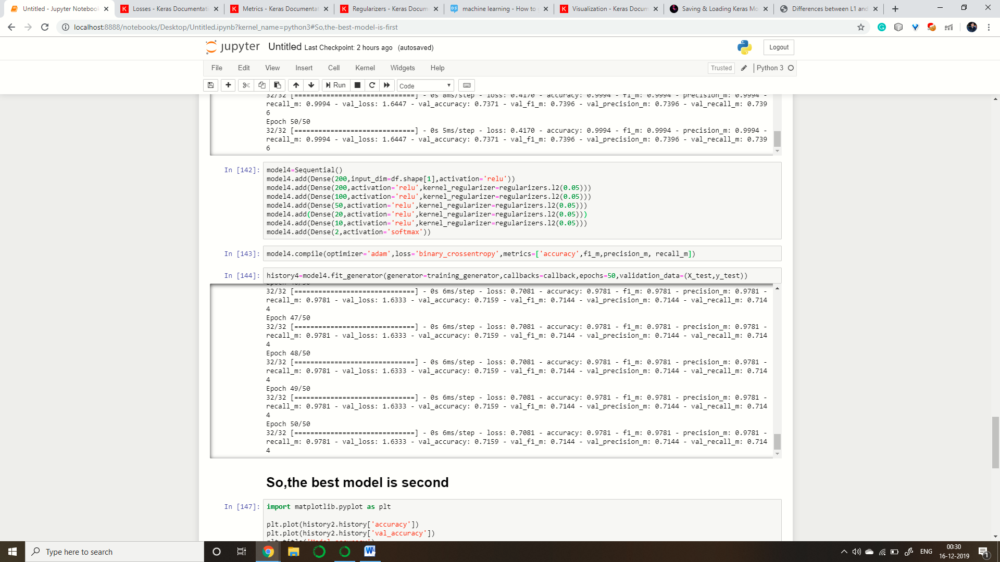 Untitled - Jupyter Noteboo
Losses - Keras Documentati
Metrics - Keras Documentat
Regularizers - Keras Docum
machine learning - How to
Visualization - Keras Docum
Saving & Loading Keras Mo
Differences between L1 and
localhost:8888/notebooks/Desktop/Untitled.ipynb?kernel_name=python3#So,the-best-model-is-first
jupyter Untitled Last Checkpoint: 2 hours ago (autosaved)
Logout
File Edit View Insert Cell Kernel Widgets Help
Trusted Python 3
Run Code
32/32 [==============================] - 0s 8ms/step - loss: 0.4170 - accuracy: 0.9994 - f1_m: 0.9994 - precision_m: 0.9994 -
recall_m: 0.9994 - val_loss: 1.6447 - val_accuracy: 0.7371 - val_f1_m: 0.7396 - val_precision_m: 0.7396 - val_recall_m: 0.739
6
Epoch 50/50
32/32 [==============================] - 0s 5ms/step - loss: 0.4170 - accuracy: 0.9994 - f1_m: 0.9994 - precision_m: 0.9994 -
recall_m: 0.9994 - val_loss: 1.6447 - val_accuracy: 0.7371 - val_f1_m: 0.7396 - val_precision_m: 0.7396 - val_recall_m: 0.739
6
In [142]: model4=Sequential()
model4.add(Dense(200,input_dim=df.shape[1],activation='relu'))
model4.add(Dense(200,activation='relu',kernel_regularizer=regularizers.l2(0.05)))
model4.add(Dense(100,activation='relu',kernel_regularizer=regularizers.l2(0.05)))
model4.add(Dense(50,activation='relu',kernel_regularizer=regularizers.l2(0.05)))
model4.add(Dense(20,activation='relu',kernel_regularizer=regularizers.l2(0.05)))
model4.add(Dense(10,activation='relu',kernel_regularizer=regularizers.l2(0.05)))
model4.add(Dense(2,activation='softmax'))
In [143]: model4.compile(optimizer='adam',loss='binary_crossentropy',metrics=['accuracy',f1_m,precision_m, recall_m])
In [144]: history4=model4.fit_generator(generator=training_generator,callbacks=callback,epochs=50,validation_data=(X_test,y_test))
Epoch 46/50
32/32 [==============================] - 0s 6ms/step - loss: 0.7081 - accuracy: 0.9781 - f1_m: 0.9781 - precision_m: 0.9781 -
recall_m: 0.9781 - val_loss: 1.6333 - val_accuracy: 0.7159 - val_f1_m: 0.7144 - val_precision_m: 0.7144 - val_recall_m: 0.714
4
Epoch 47/50
32/32 [==============================] - 0s 6ms/step - loss: 0.7081 - accuracy: 0.9781 - f1_m: 0.9781 - precision_m: 0.9781 -
recall_m: 0.9781 - val_loss: 1.6333 - val_accuracy: 0.7159 - val_f1_m: 0.7144 - val_precision_m: 0.7144 - val_recall_m: 0.714
4
Epoch 48/50
32/32 [==============================] - 0s 6ms/step - loss: 0.7081 - accuracy: 0.9781 - f1_m: 0.9781 - precision_m: 0.9781 -
recall_m: 0.9781 - val_loss: 1.6333 - val_accuracy: 0.7159 - val_f1_m: 0.7144 - val_precision_m: 0.7144 - val_recall_m: 0.714
4
Epoch 49/50
32/32 [==============================] - 0s 6ms/step - loss: 0.7081 - accuracy: 0.9781 - f1_m: 0.9781 - precision_m: 0.9781 -
recall_m: 0.9781 - val_loss: 1.6333 - val_accuracy: 0.7159 - val_f1_m: 0.7144 - val_precision_m: 0.7144 - val_recall_m: 0.714
4
Epoch 50/50
32/32 [==============================] - 0s 6ms/step - loss: 0.7081 - accuracy: 0.9781 - f1_m: 0.9781 - precision_m: 0.9781 -
recall_m: 0.9781 - val_loss: 1.6333 - val_accuracy: 0.7159 - val_f1_m: 0.7144 - val_precision_m: 0.7144 - val_recall_m: 0.714
4
So,the best model is second
In [147]: import matplotlib.pyplot as plt
plt.plot(history2.history['accuracy'])
plt.plot(history2.history['val_accuracy'])
plt.title('Model accuracy')
Type here to search
ENG
00:30
16-12-2019
1